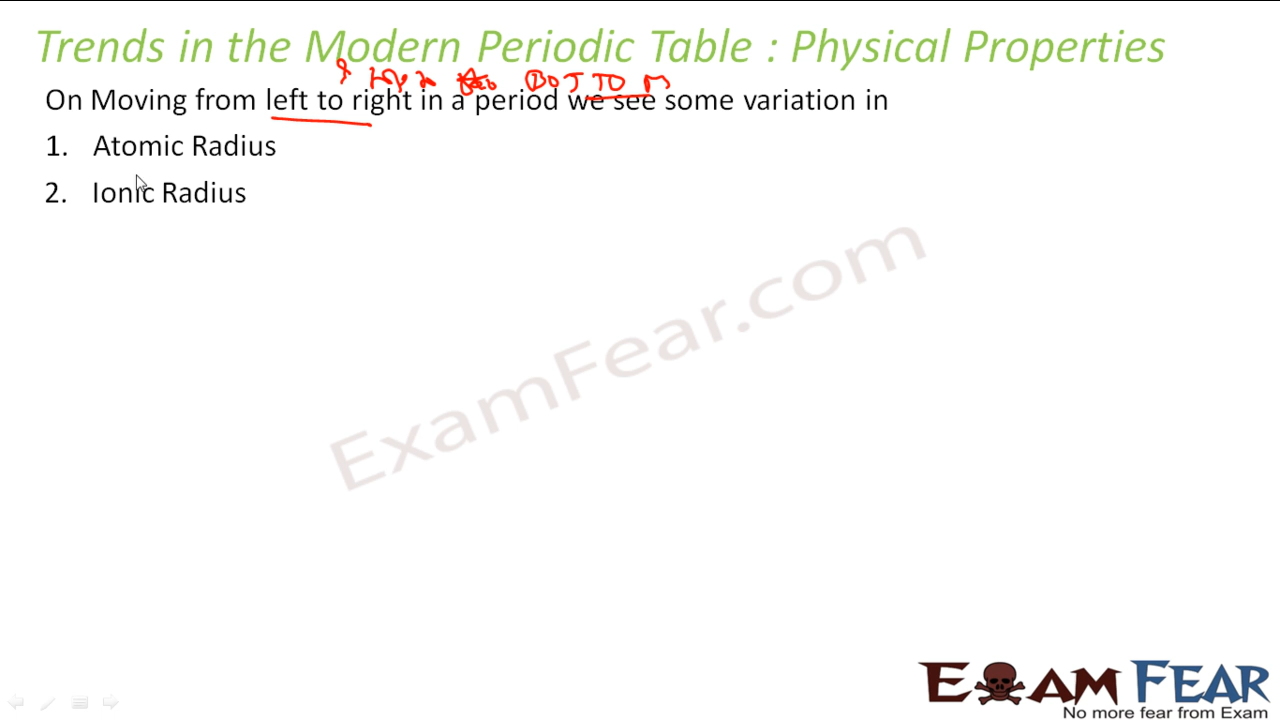 Trends in the Modern Periodic Table : Physical Properties
& to BOTTOM
On Moving from left to right in a period we see some variation in
1. Atomic Radius
2. Ionic Radius
ExamFear.com
EXAM FEAR
No more fear from Exam